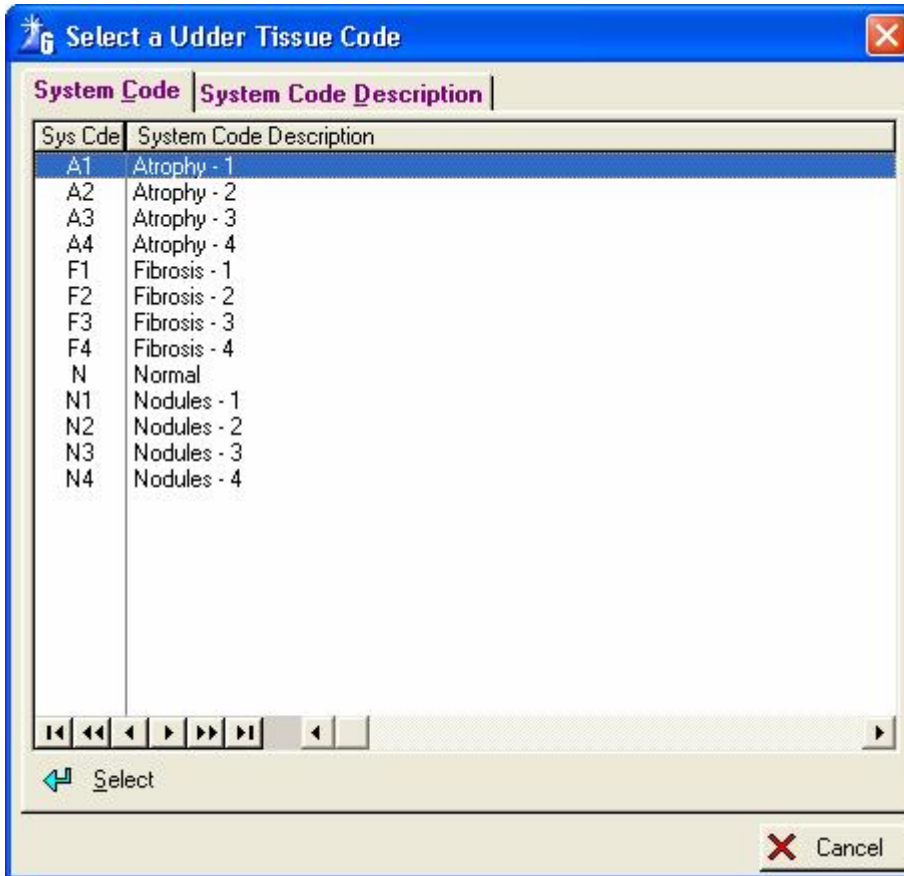 Select a Udder Tissue Code
System Code System Code Description
Sys Cde System Code Description
A1 Atrophy - 1
A2 Atrophy - 2
A3 Atrophy - 3
A4 Atrophy - 4
F1 Fibrosis - 1
F2 Fibrosis - 2
F3 Fibrosis - 3
F4 Fibrosis - 4
N Normal
N1 Nodules - 1
N2 Nodules - 2
N3 Nodules - 3
N4 Nodules - 4
Select
Cancel